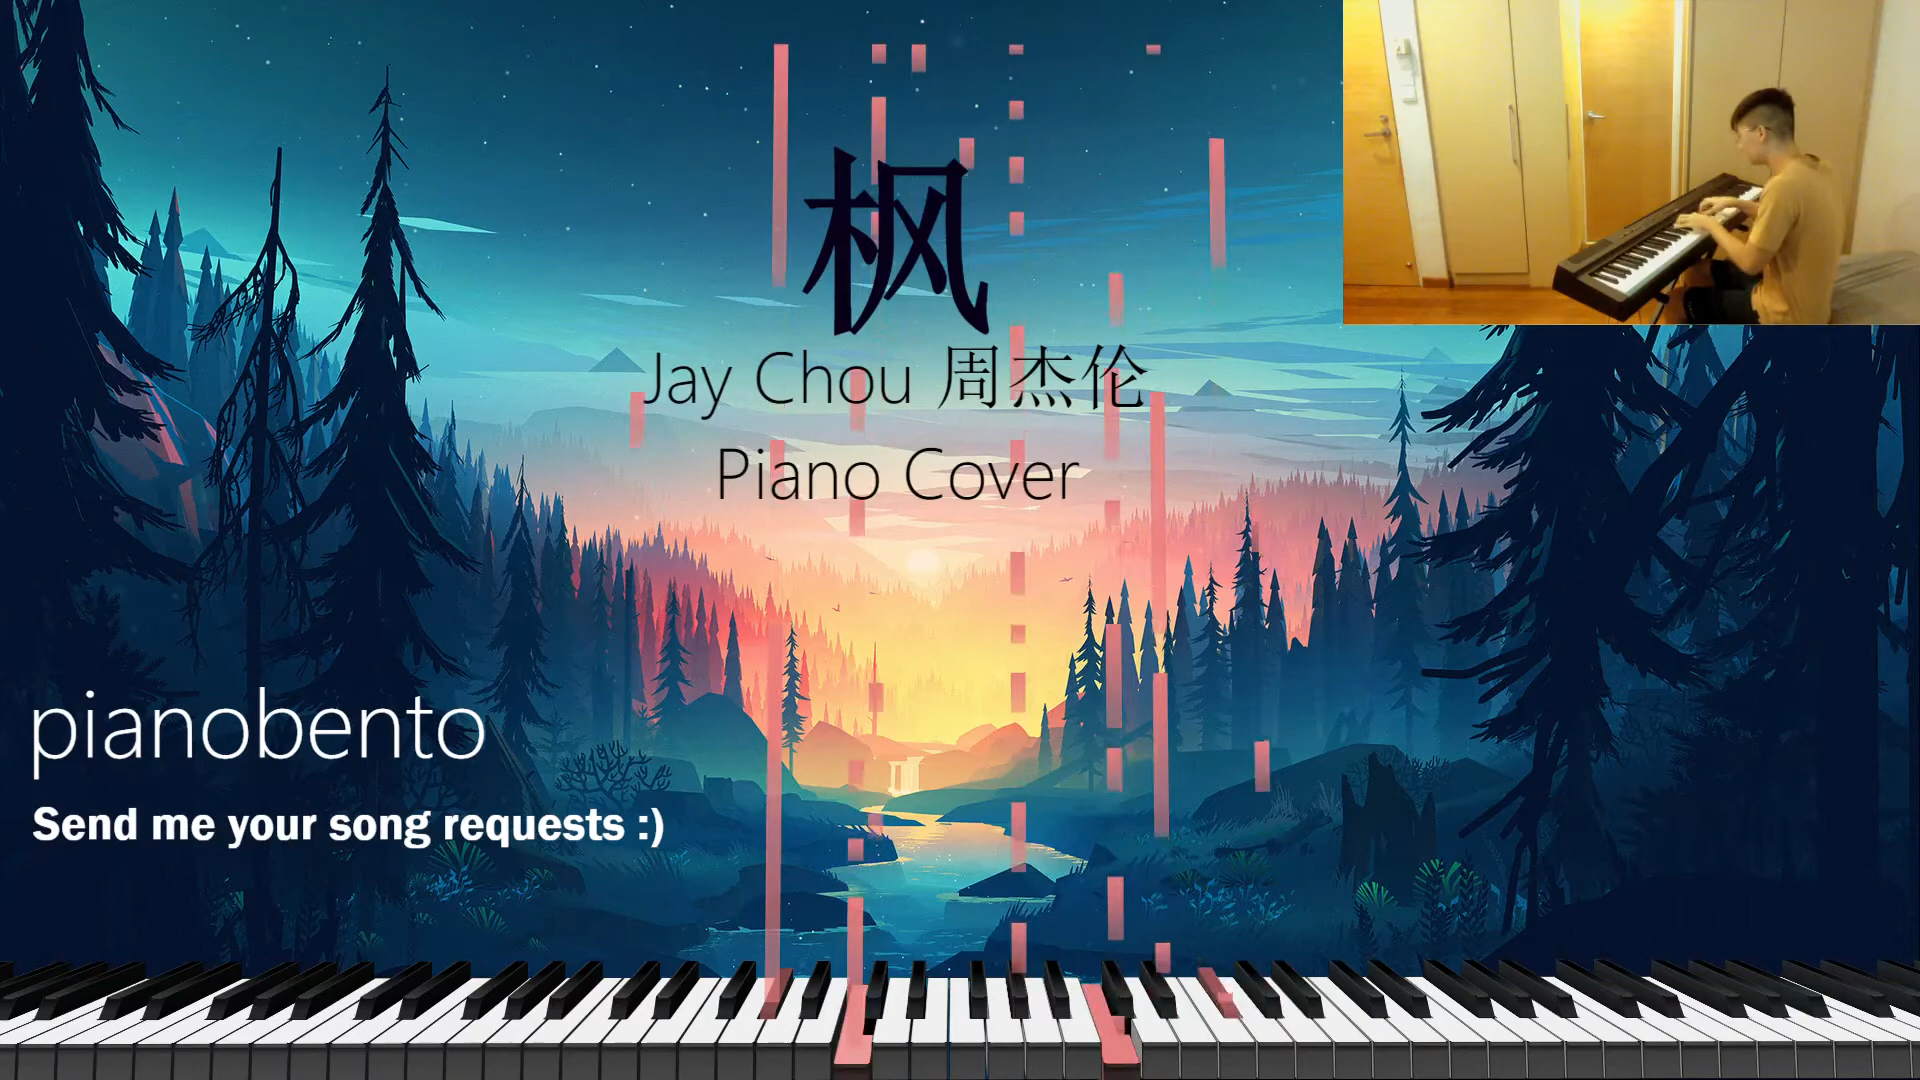 枫
Jay Chou 周杰伦
Piano Cover
pianobento
Send me your song requests :)